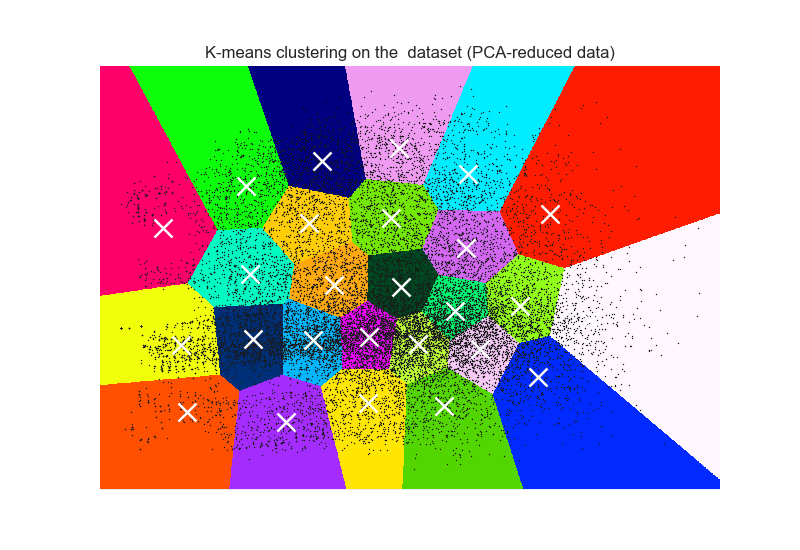 K-means clustering on the  dataset (PCA-reduced data)